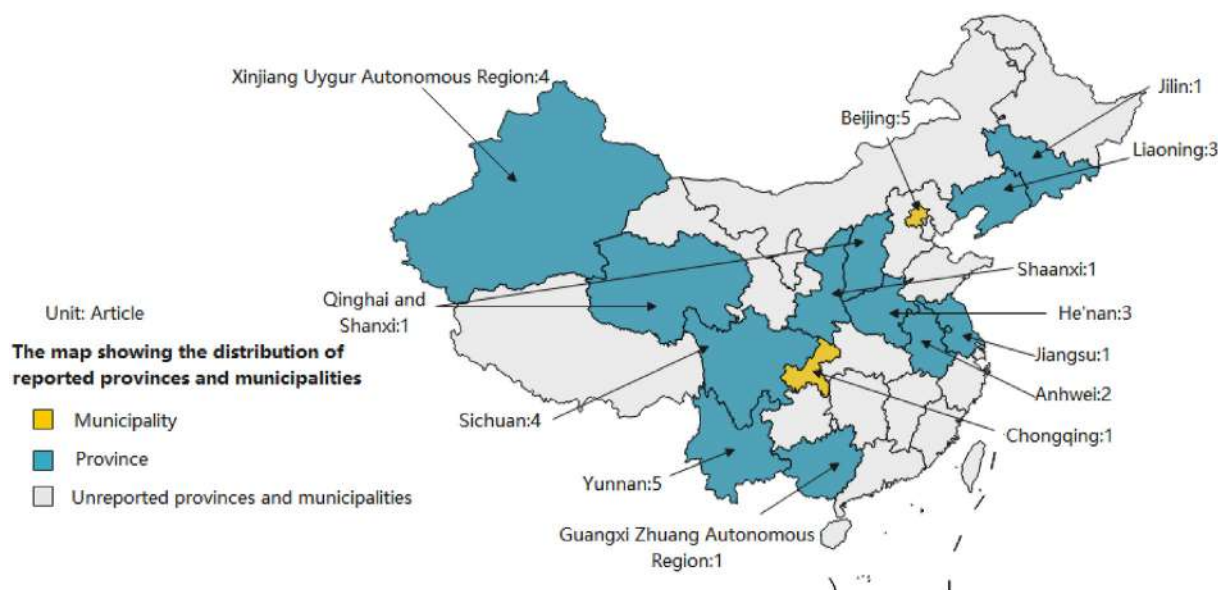 Xinjiang Uygur Autonomous Region:4
Jilin:1
Beijing:5
Liaoning:3
Shaanxi:1
Qinghai and
Shanxi:1
He'nan:3
Unit: Article
The map showing the distribution of
reported provinces and municipalities
Jiangsu:1
Anhwei:2
Municipality
Sichuan:4
Chongqing:1
Province
Yunnan:5
Unreported provinces and municipalities
Guangxi Zhuang Autonomous
Region:1